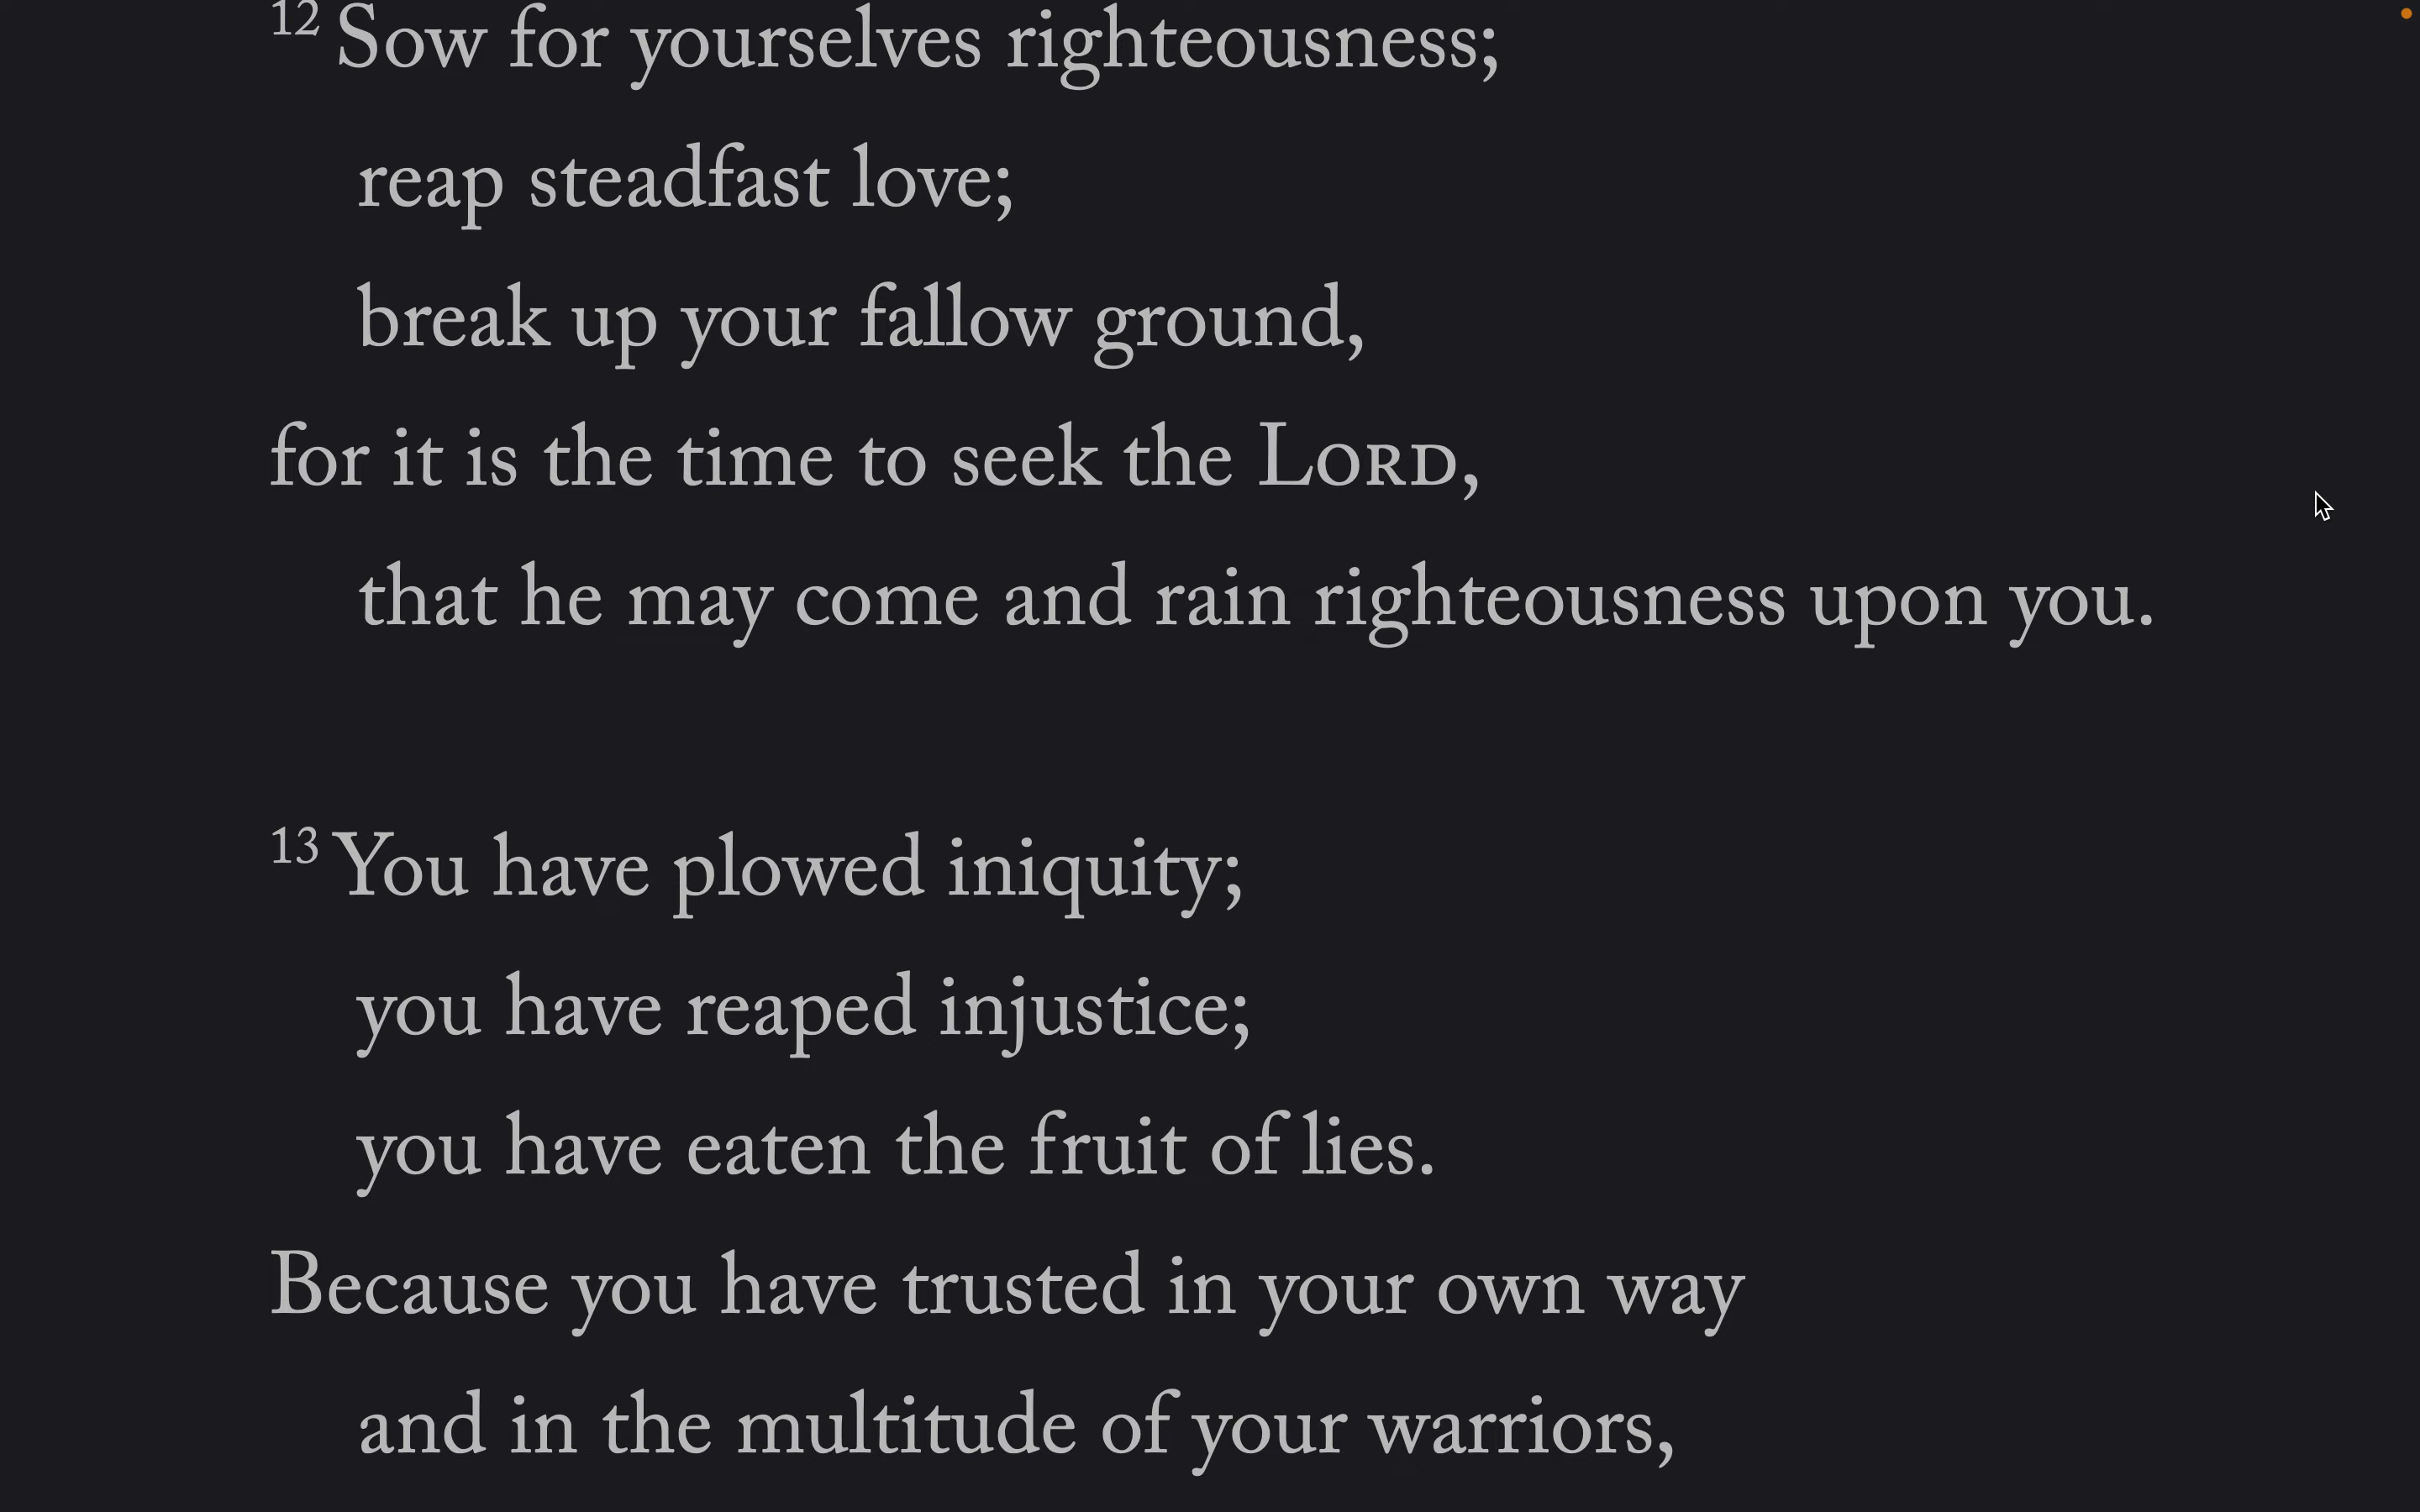 12 Sow for yourselves righteousness;
reap steadfast love;
break up your fallow ground,
for it is the time to seek the LORD,
that he may come and rain righteousness upon you.
13 You have plowed iniquity;
you have reaped injustice;
you have eaten the fruit of lies.
Because you have trusted in your own way
and in the multitude of your warriors,